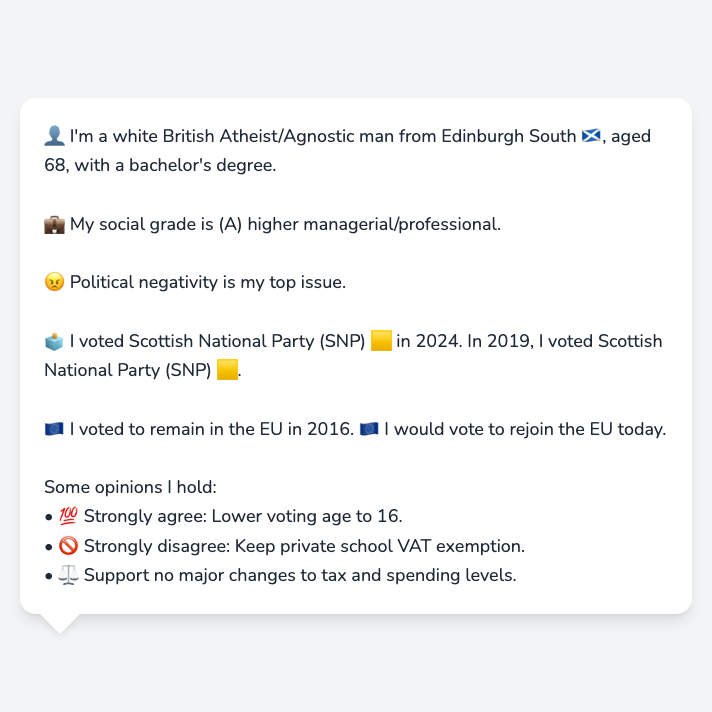 👤 I'm a white British Atheist/Agnostic man from Edinburgh South 🏴󠁧󠁢󠁳󠁣󠁴󠁿, aged
68, with a bachelor's degree.
💼 My social grade is (A) higher managerial/professional.
😠 Political negativity is my top issue.
🗳️ I voted Scottish National Party (SNP) 🟨 in 2024. In 2019, I voted Scottish
National Party (SNP) 🟨.
🇪🇺 I voted to remain in the EU in 2016. 🇪🇺 I would vote to rejoin the EU today.
Some opinions I hold:
• 💯 Strongly agree: Lower voting age to 16.
• 🚫 Strongly disagree: Keep private school VAT exemption.
• ⚖️ Support no major changes to tax and spending levels.